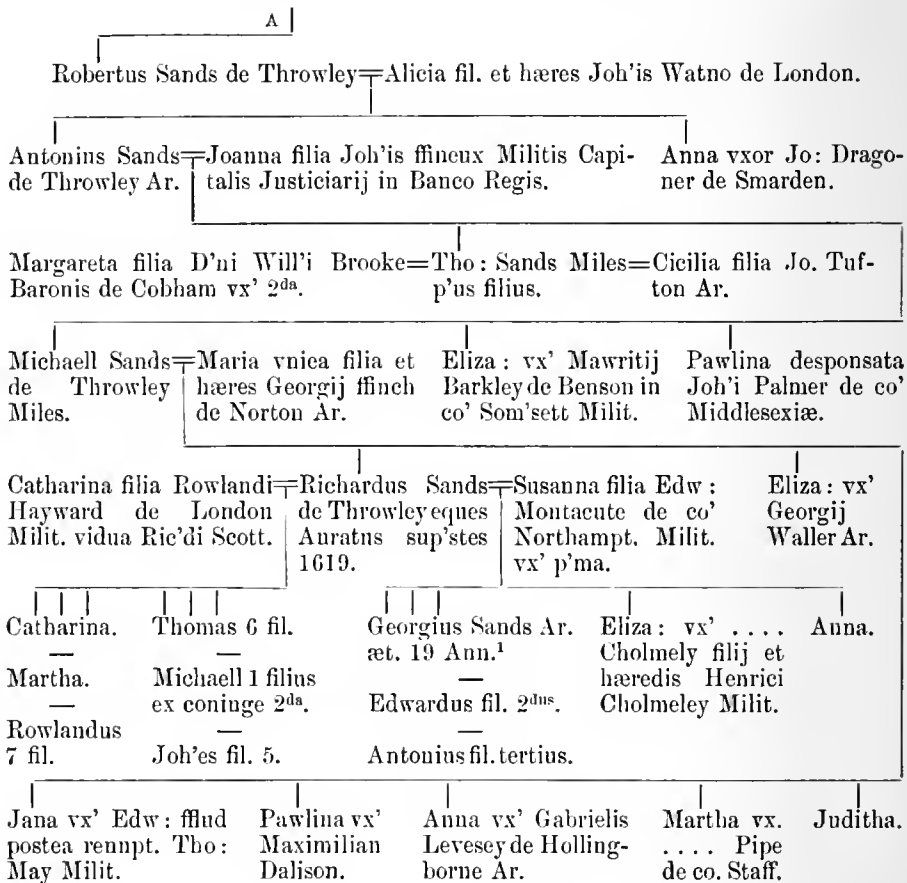 A
Robertus Sands de Throwley=Alicia fil. et hæres Joh'is Watno de London.
Antonius Sands=Joanna filia Joh'is ffineux Militis Capi- Anna vxor Jo: Drago-
de Throwley Ar. talis Justiciarij in Banco Regis. ner de Smarden.
Margareta filia D'ni Will'i Brooke=Tho: Sands Miles=Cicilia filia Jo. Tuf-
Baronis de Cobham vx' 2da. p'us filius. ton Ar.
Michaell Sands=Maria vnica filia et Eliza: vx' Mawritij Pawlina desponsata
de Throwley hæres Georgij ffinch Barkley de Benson in Joh'i Palmer de co'
Miles. de Norton Ar. co' Som'sett Milit. Middlesexiæ.
Catharina filia Rowlandi=Richardus Sands=Susanna filia Edw: Eliza: vx'
Hayward de London de Throwley eques Montacute de co' Georgij
Milit. vidua Ric'di Scott. Auratus sup'stes Northampt. Milit. Waller Ar.
1619. vx' p'ma.
Catharina. Thomas 6 fil. Georgius Sands Ar. Eliza: vx' .... Anna.
— — æt. 19 Ann.1 Cholmely filij et
Martha. Michaell 1 filius — hæredis Henrici
— ex coniuge 2da. Edwardus fil. 2dus. Cholmeley Milit.
Rowlandus — —
7 fil. Joh'es fil. 5. Antonius fil. tertius.
Jana vx' Edw: fflud Pawlina vx' Anna vx' Gabrielis Martha vx. Juditha.
postea renupt. Tho: Maximilian Levesey de Holling- .... Pipe
May Milit. Dalison. borne Ar. de co. Staff.